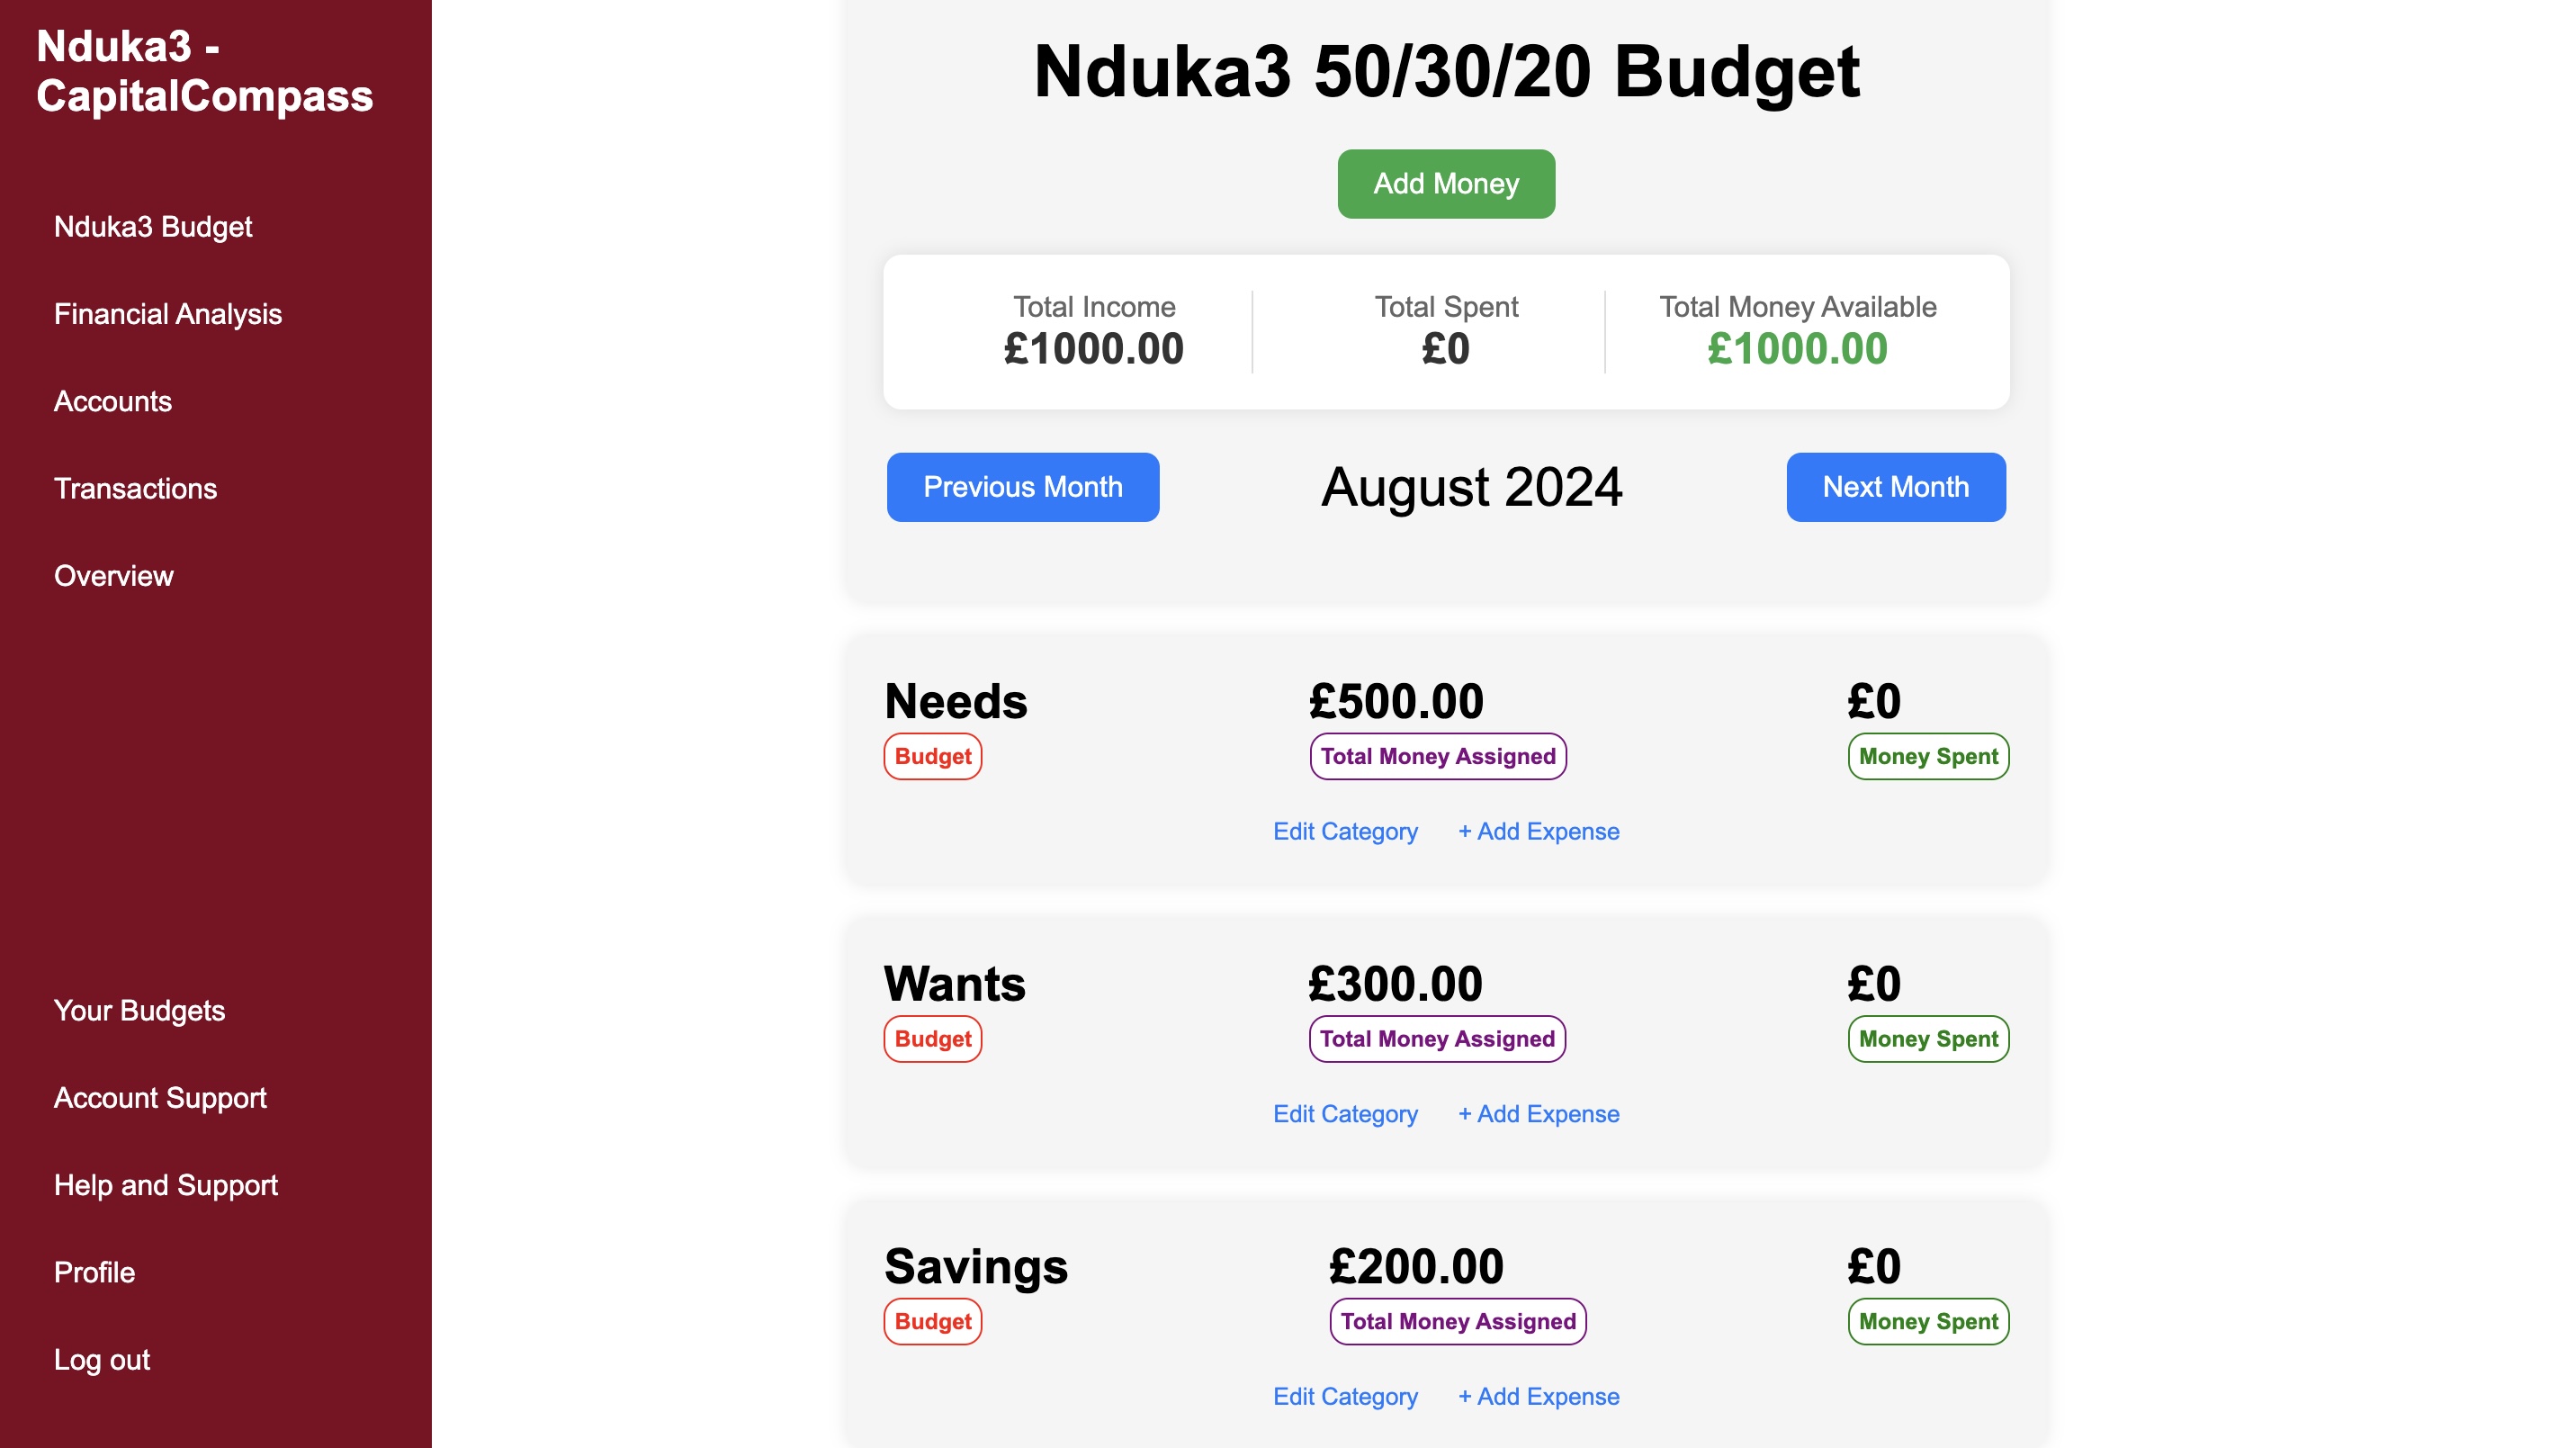 Nduka3 -
CapitalCompass
Nduka3 Budget
Financial Analysis
Accounts
Transactions
Overview
Your Budgets
Account Support
Help and Support
Profile
Log out
Nduka3 50/30/20 Budget
Add Money
Total Income Total Spent Total Money Available
£1000.00 £0 £1000.00
Previous Month August 2024 Next Month
Needs £500.00 £0
Budget Total Money Assigned Money Spent
Edit Category + Add Expense
Wants £300.00 £0
Budget Total Money Assigned Money Spent
Edit Category + Add Expense
Savings £200.00 £0
Budget Total Money Assigned Money Spent
Edit Category + Add Expense